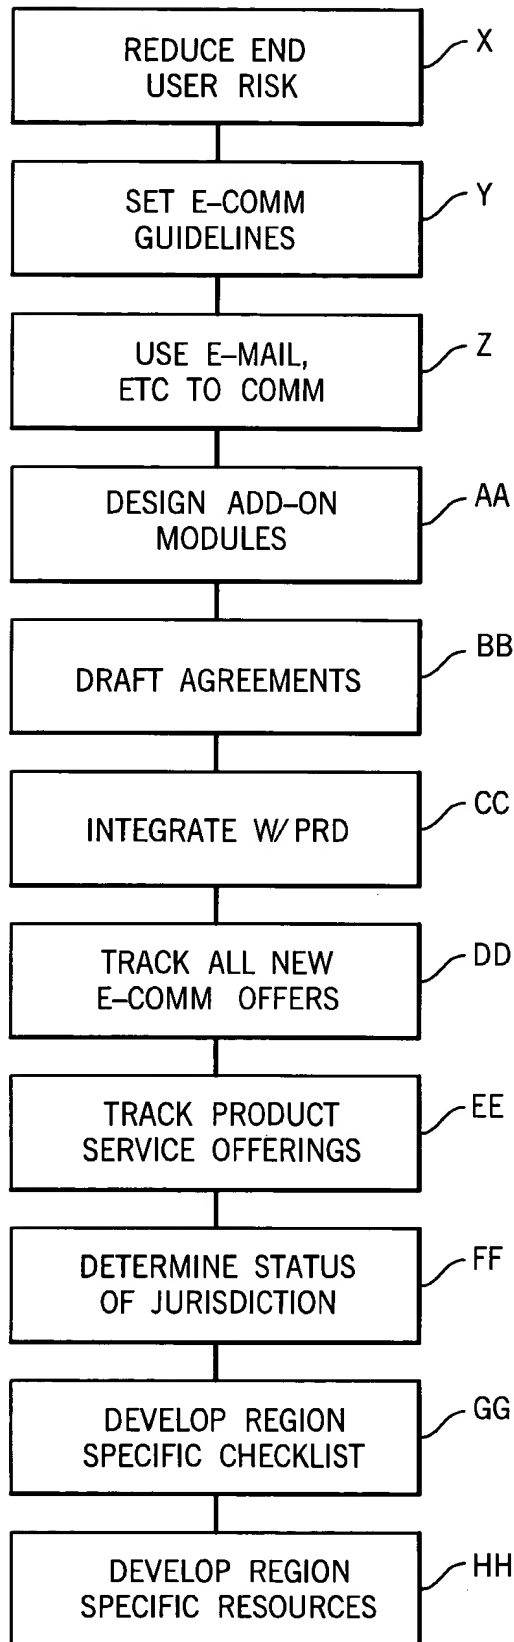 REDUCE END
USER RISK
X
SET E-COMM
GUIDELINES
Y
USE E-MAIL,
ETC TO COMM
Z
DESIGN ADD-ON
MODULES
AA
DRAFT AGREEMENTS
BB
INTEGRATE W/PRD
CC
TRACK ALL NEW
E-COMM OFFERS
DD
TRACK PRODUCT
SERVICE OFFERINGS
EE
DETERMINE STATUS
OF JURISDICTION
FF
DEVELOP REGION
SPECIFIC CHECKLIST
GG
DEVELOP REGION
SPECIFIC RESOURCES
HH